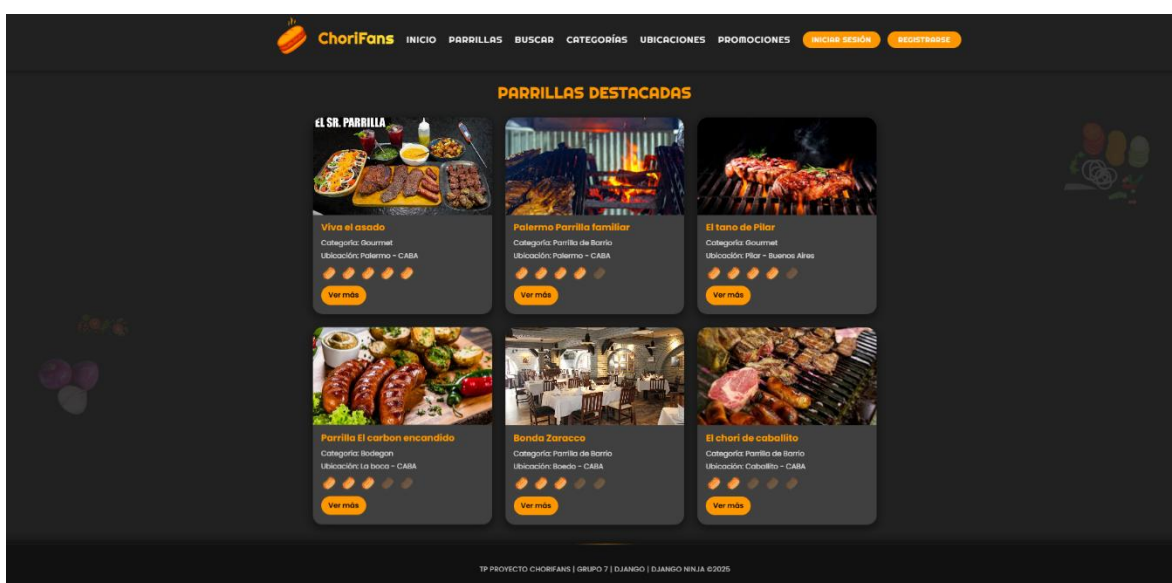 ChoriFans INICIO PARRILLAS BUSCAR CATEGORÍAS UBICACIONES PROMOCIONES INICIAR SESIÓN REGISTRARSE
PARRILLAS DESTACADAS
EL SR. PARRILLA
Viva el asado
Categoría: Gourmet
Ubicación: Palermo - CABA
Ver más
Palermo Parrilla familiar
Categoría: Parrilla de Barrio
Ubicación: Palermo - CABA
Ver más
El tano de Pilar
Categoría: Gourmet
Ubicación: Pilar - Buenos Aires
Ver más
Parrilla El carbon encandido
Categoría: Bodegon
Ubicación: La boca - CABA
Ver más
Bonda Zaracco
Categoría: Parrilla de Barrio
Ubicación: Boedo - CABA
Ver más
El chori de caballito
Categoría: Parrilla de Barrio
Ubicación: Caballito - CABA
Ver más
TP PROYECTO CHORIFANS | GRUPO 7 | DJANGO | DJANGO NINJA ©2025